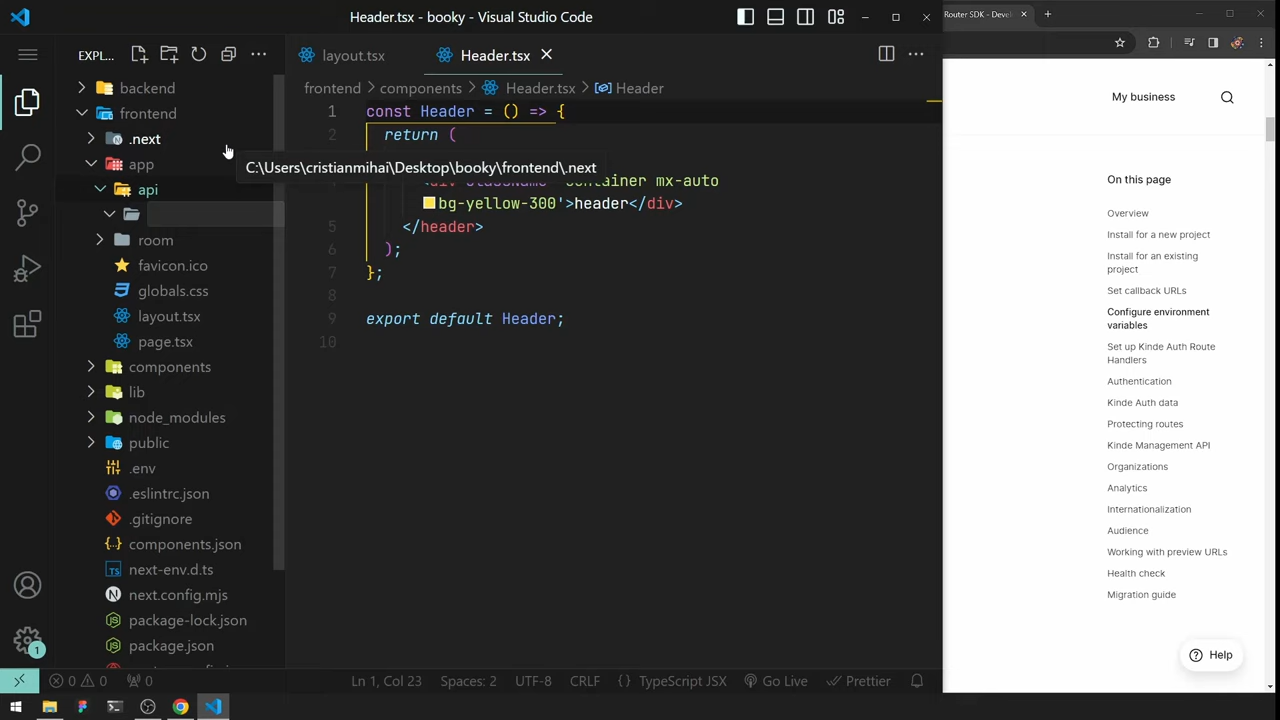 Header.tsx - booky - Visual Studio Code
Router SDK - Devel
EXPL...
layout.tsx
Header.tsx
backend
frontend
.next
app
api
room
favicon.ico
globals.css
layout.tsx
page.tsx
components
lib
node_modules
public
.env
.eslintrc.json
.gitignore
components.json
next-env.d.ts
next.config.mjs
package-lock.json
package.json
frontend > components > Header.tsx > Header
C:\Users\cristianmihai\Desktop\booky\frontend\.next
1 const Header = () => {
2 return (
<div className='container mx-auto
bg-yellow-300'>header</div>
5 </header>
6 );
7 };
8
9 export default Header;
10
My business
On this page
Overview
Install for a new project
Install for an existing
project
Set callback URLs
Configure environment
variables
Set up Kinde Auth Route
Handlers
Authentication
Kinde Auth data
Protecting routes
Kinde Management API
Organizations
Analytics
Internationalization
Audience
Working with preview URLs
Health check
Migration guide
Help
1
0 0 0
Ln 1, Col 23
Spaces: 2
UTF-8
CRLF
{} TypeScript JSX
Go Live
Prettier